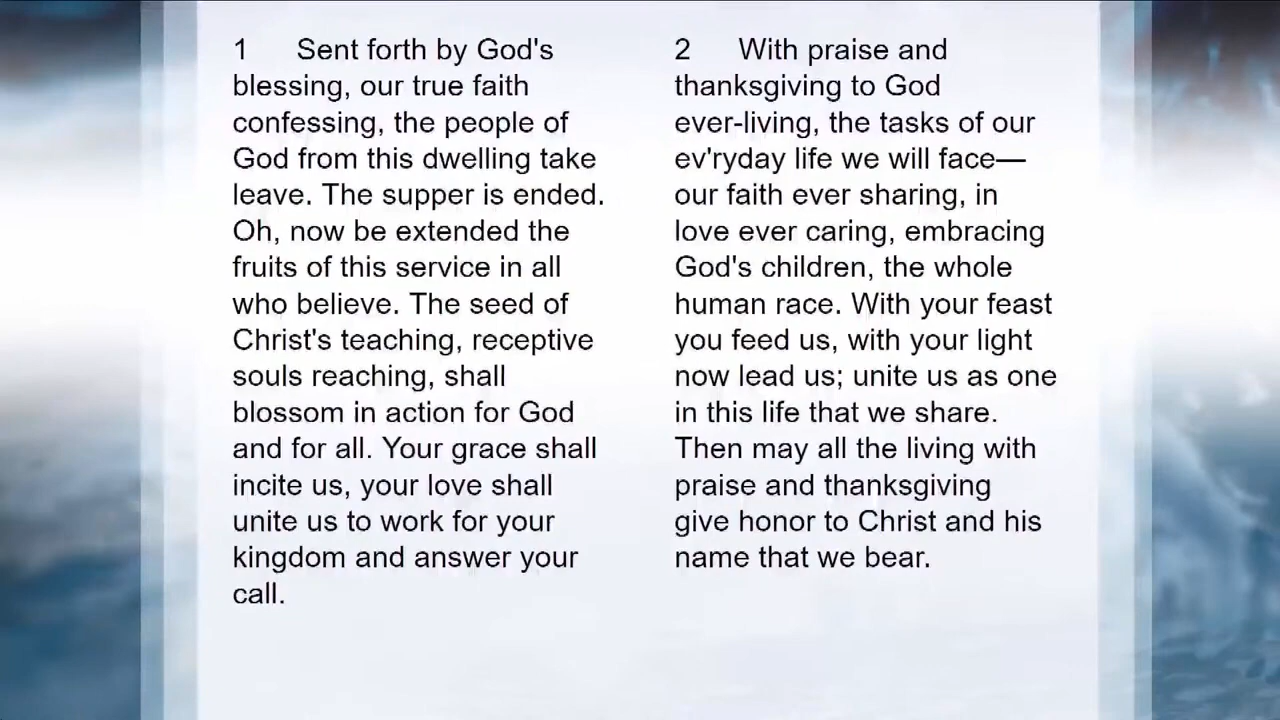 1 Sent forth by God's
blessing, our true faith
confessing, the people of
God from this dwelling take
leave. The supper is ended.
Oh, now be extended the
fruits of this service in all
who believe. The seed of
Christ's teaching, receptive
souls reaching, shall
blossom in action for God
and for all. Your grace shall
incite us, your love shall
unite us to work for your
kingdom and answer your
call.
2 With praise and
thanksgiving to God
ever-living, the tasks of our
ev'ryday life we will face—
our faith ever sharing, in
love ever caring, embracing
God's children, the whole
human race. With your feast
you feed us, with your light
now lead us; unite us as one
in this life that we share.
Then may all the living with
praise and thanksgiving
give honor to Christ and his
name that we bear.